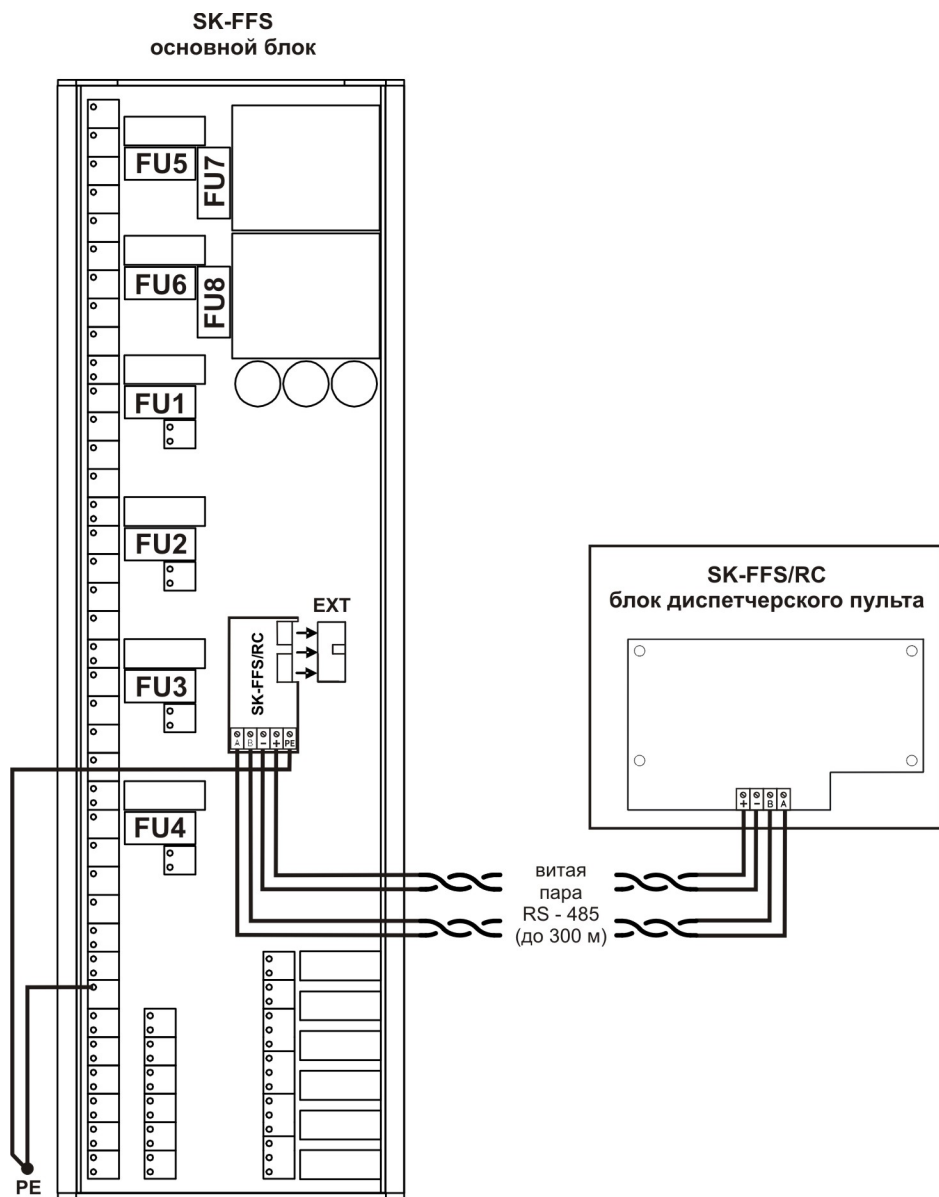 SK-FFS
основной блок
FU5
FU7
FU6
FU8
FU1
FU2
EXT
SK-FFS/RC
FU3
A B − + PE
FU4
SK-FFS/RC
блок диспетчерского пульта
+ − B A
витая
пара
RS - 485
(до 300 м)
PE